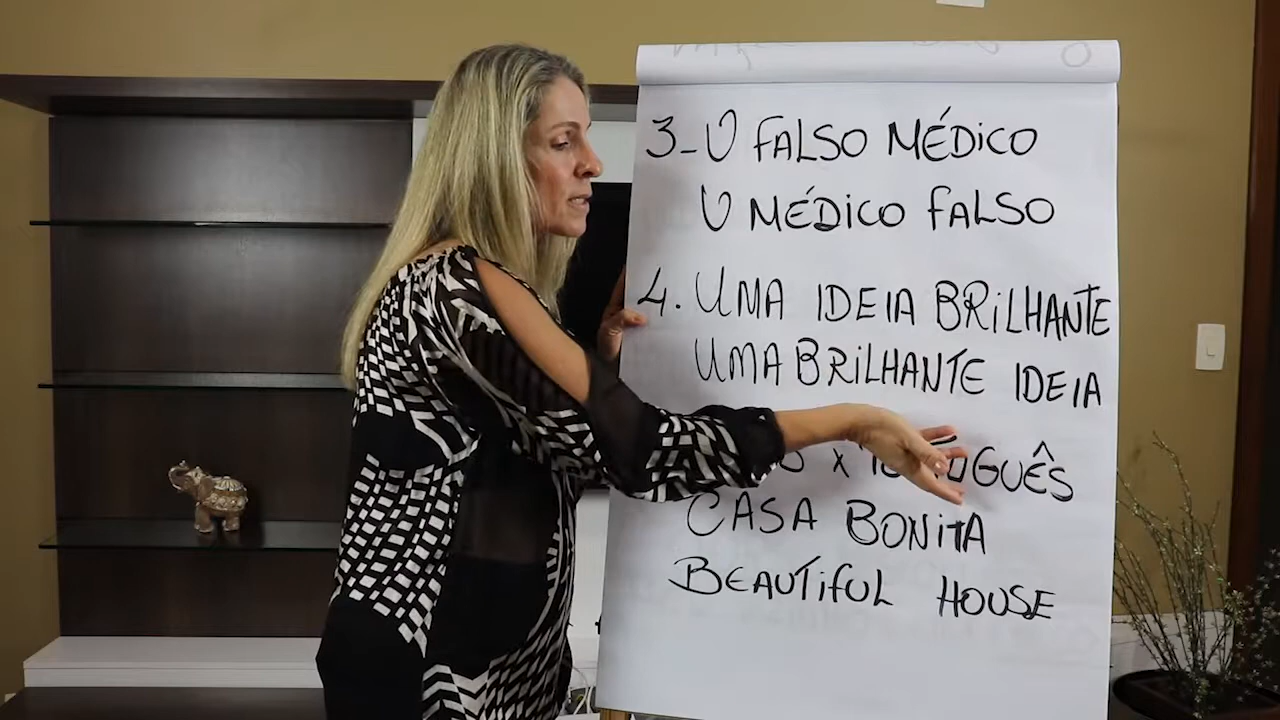 3- O FALSO MÉDICO
O MÉDICO FALSO
4. UMA IDEIA BRILHANTE
UMA BRILHANTE IDEIA
X
CASA BONITA
BEAUTIFUL HOUSE